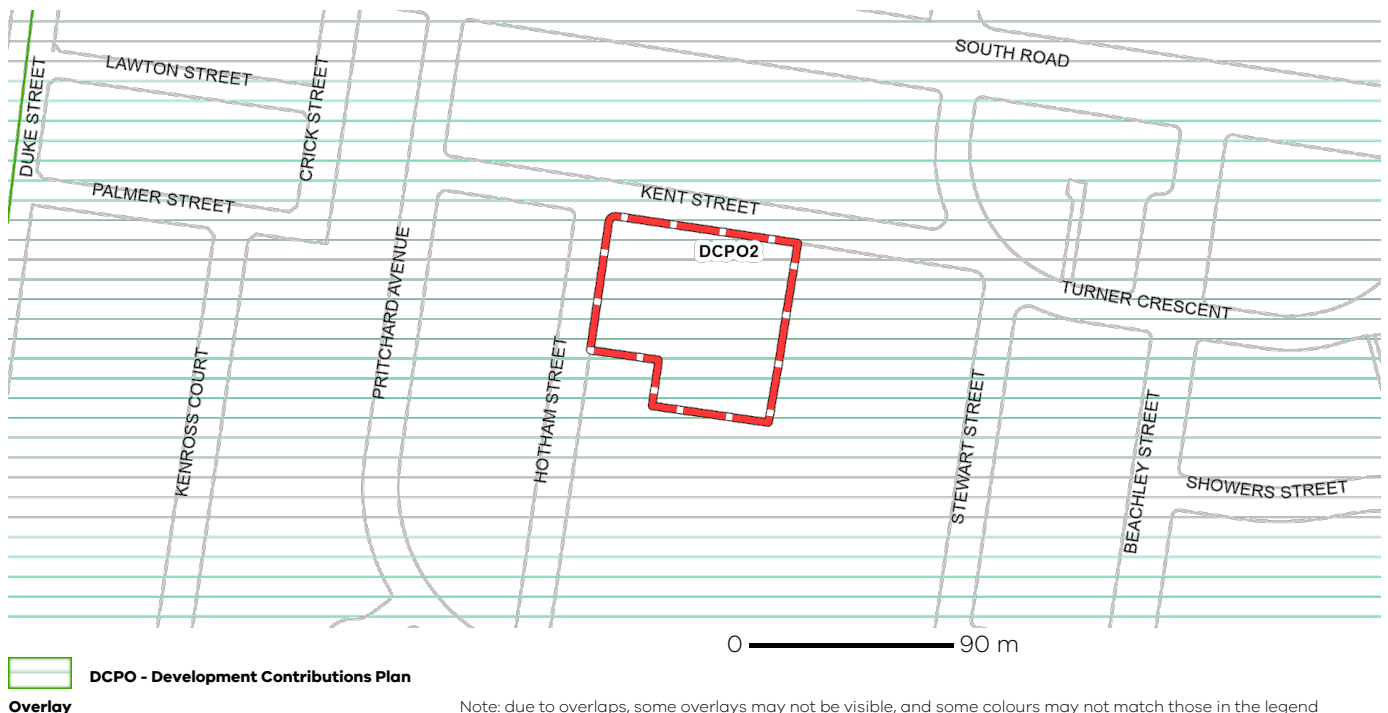 SOUTH ROAD
LAWTON STREET
DUKE STREET
CRICK STREET
PALMER STREET
KENT STREET
DCPO2
PRITCHARD AVENUE
TURNER CRESCENT
KENROSS COURT
HOTHAM STREET
STEWART STREET
BEACHLEY STREET
SHOWERS STREET
0 90 m
DCPO - Development Contributions Plan
Overlay
Note: due to overlaps, some overlays may not be visible, and some colours may not match those in the legend